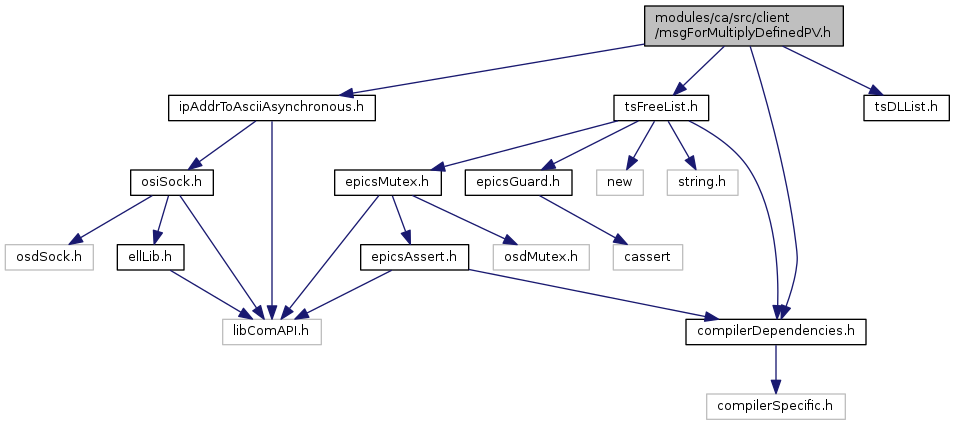 modules/ca/src/client
/msgForMultiplyDefinedPV.h
ipAddrToAsciiAsynchronous.h
tsFreeList.h
tsDLList.h
osiSock.h
epicsMutex.h
epicsGuard.h
new
string.h
osdSock.h
ellLib.h
epicsAssert.h
osdMutex.h
cassert
libComAPI.h
compilerDependencies.h
compilerSpecific.h